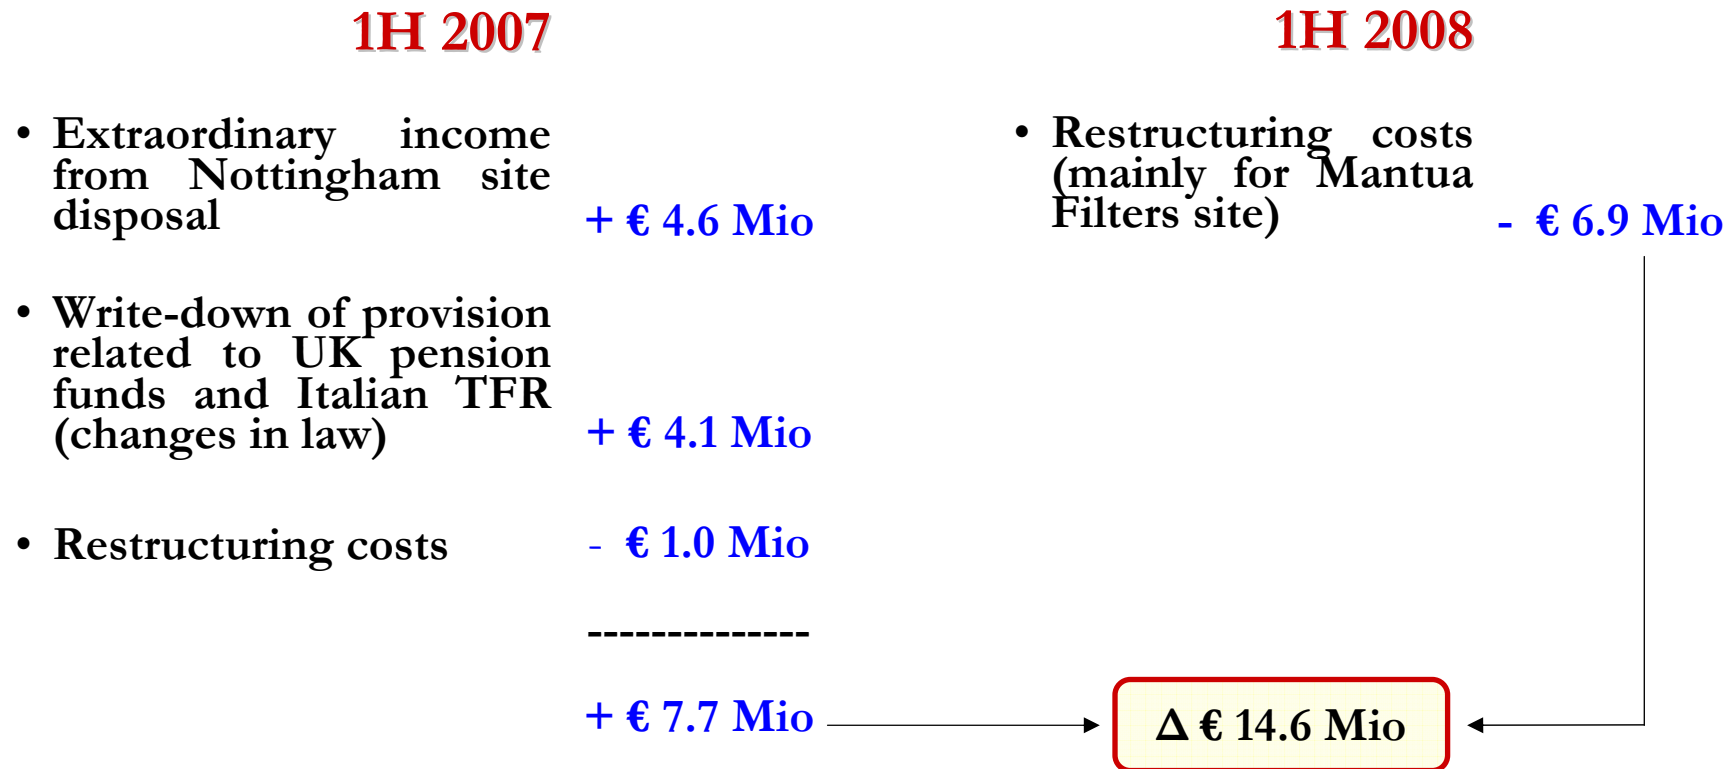 1H 2007
• Extraordinary income
from Nottingham site
disposal
+ € 4.6 Mio
• Write-down of provision
related to UK pension
funds and Italian TFR
(changes in law)
+ € 4.1 Mio
• Restructuring costs
- € 1.0 Mio
--------------
+ € 7.7 Mio
1H 2008
• Restructuring costs
(mainly for Mantua
Filters site)
- € 6.9 Mio
Δ € 14.6 Mio